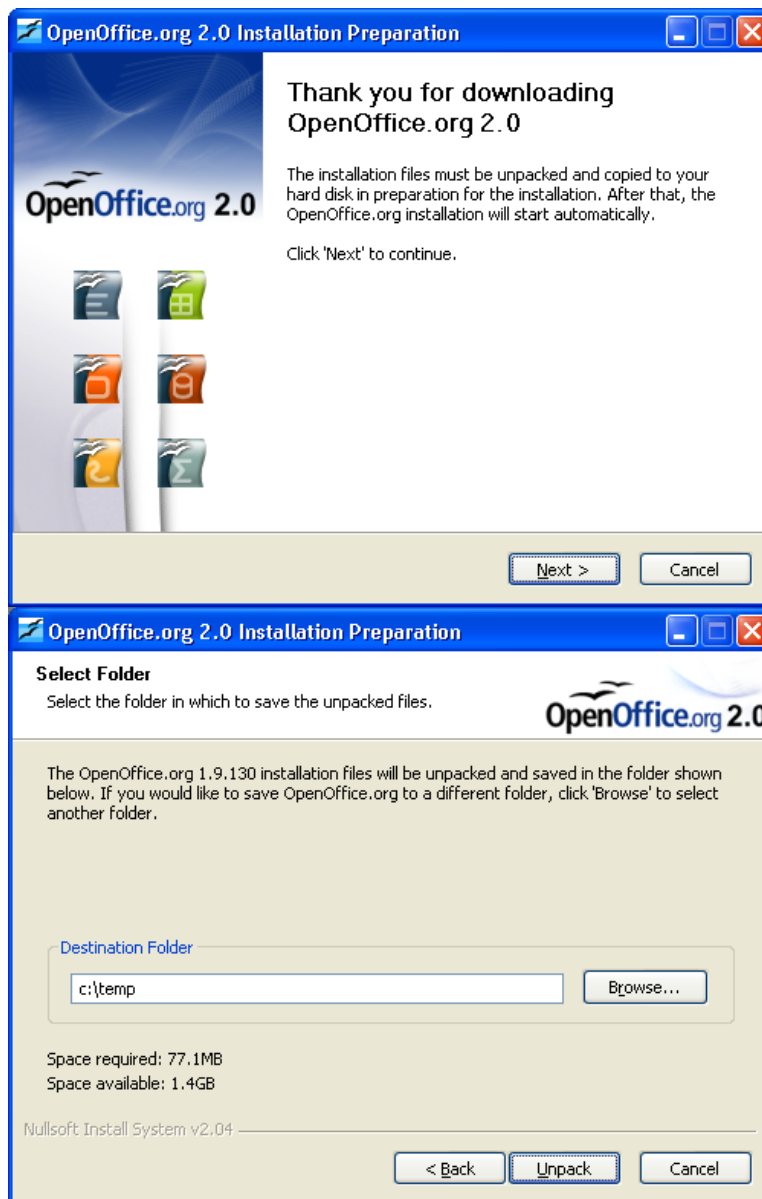 OpenOffice.org 2.0 Installation Preparation
Thank you for downloading
OpenOffice.org 2.0
The installation files must be unpacked and copied to your
hard disk in preparation for the installation. After that, the
OpenOffice.org installation will start automatically.
Click 'Next' to continue.
OpenOffice.org 2.0
Next >
Cancel
OpenOffice.org 2.0 Installation Preparation
Select Folder
Select the folder in which to save the unpacked files.
OpenOffice.org 2.0
The OpenOffice.org 1.9.130 installation files will be unpacked and saved in the folder shown
below. If you would like to save OpenOffice.org to a different folder, click 'Browse' to select
another folder.
Destination Folder
c:\temp
Browse...
Space required: 77.1MB
Space available: 1.4GB
Nullsoft Install System v2.04
< Back
Unpack
Cancel